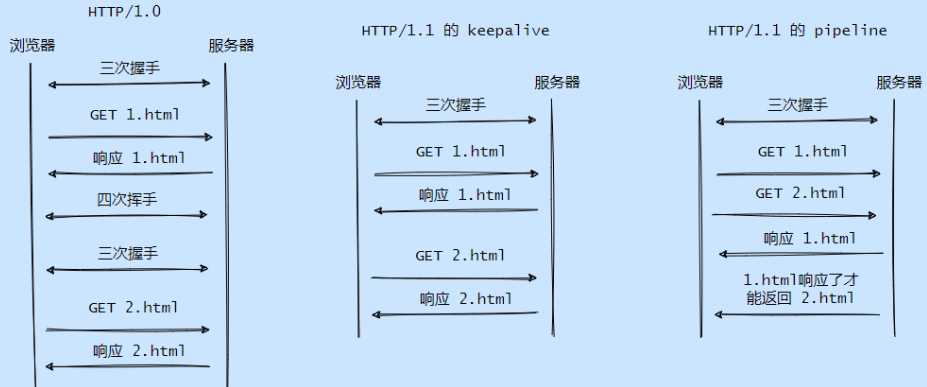 HTTP/1.0
浏览器
服务器
三次握手
GET 1.html
响应 1.html
四次挥手
三次握手
GET 2.html
响应 2.html
HTTP/1.1 的 keepalive
浏览器
服务器
三次握手
GET 1.html
响应 1.html
GET 2.html
响应 2.html
HTTP/1.1 的 pipeline
浏览器
服务器
三次握手
GET 1.html
GET 2.html
响应 1.html
1.html响应了才
能返回 2.html